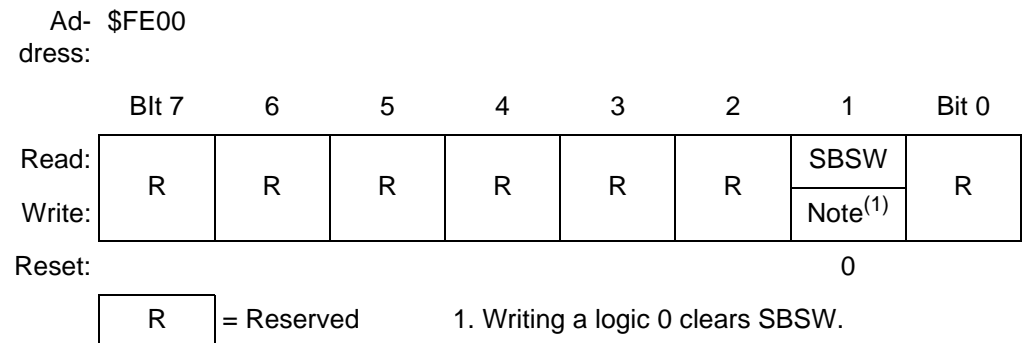 Ad- $FE00
dress:
BIt 7 6 5 4 3 2 1 Bit 0
Read: R R R R R R SBSW R
Write: Note(1)
Reset: 0
R = Reserved 1. Writing a logic 0 clears SBSW.